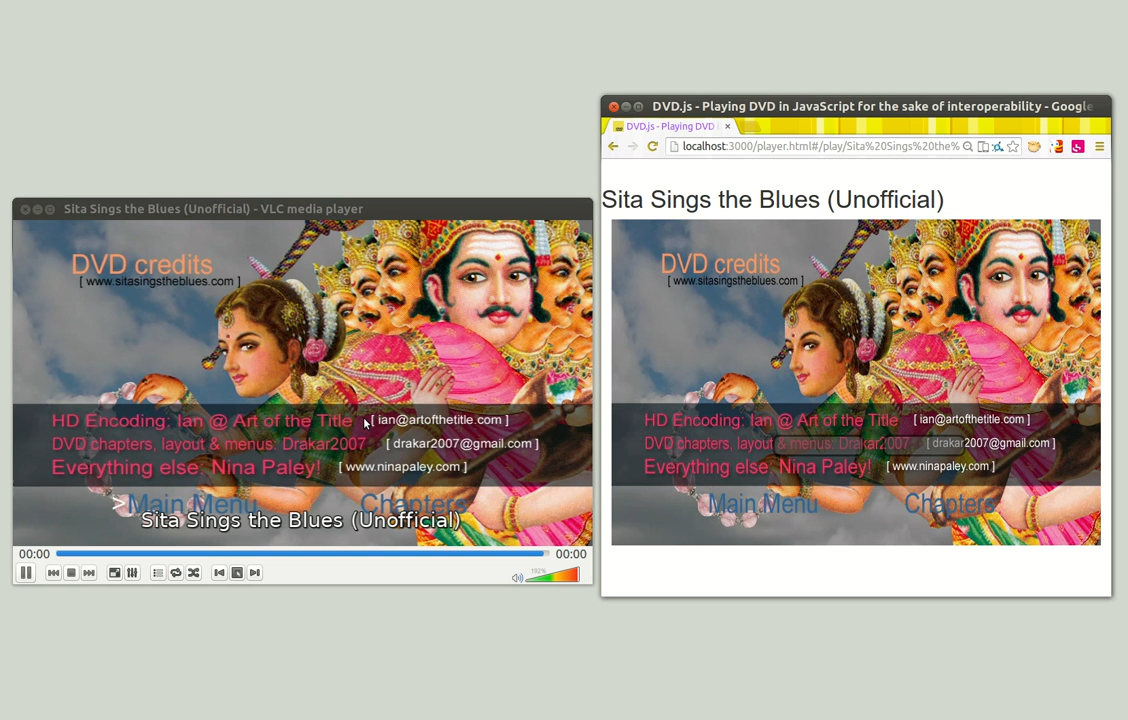 Sita Sings the Blues (Unofficial) - VLC media player
DVD credits
[ www.sitasingstheblues.com ]
HD Encoding: Ian @ Art of the Title [ ian@artofthetitle.com ]
DVD chapters, layout & menus: Drakar2007 [ drakar2007@gmail.com ]
Everything else: Nina Paley! [ www.ninapaley.com ]
>Main Menu Chapters
Sita Sings the Blues (Unofficial)
00:00 00:00
192%
DVD.js - Playing DVD in JavaScript for the sake of interoperability - Google
DVD.js - Playing DVD
localhost:3000/player.html#/play/Sita%20Sings%20the%
Sita Sings the Blues (Unofficial)
DVD credits
[ www.sitasingstheblues.com ]
HD Encoding: Ian @ Art of the Title [ ian@artofthetitle.com ]
DVD chapters, layout & menus: Drakar2007 [ drakar2007@gmail.com ]
Everything else: Nina Paley! [ www.ninapaley.com ]
Main Menu Chapters